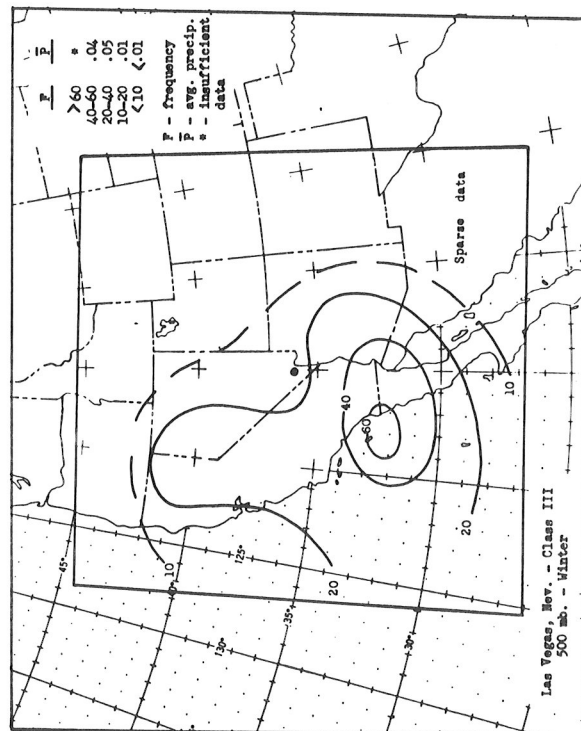 F P̅
>60 *
40-60 .04
20-40 .05
10-20 .01
<10 <.01
F - frequency
P̅ - avg. precip.
* - insufficient
data
45°
40°
35°
30°
125°
130°
10
20
40
60
20
10
Sparse data
Las Vegas, Nev. - Class III
500 mb. - Winter